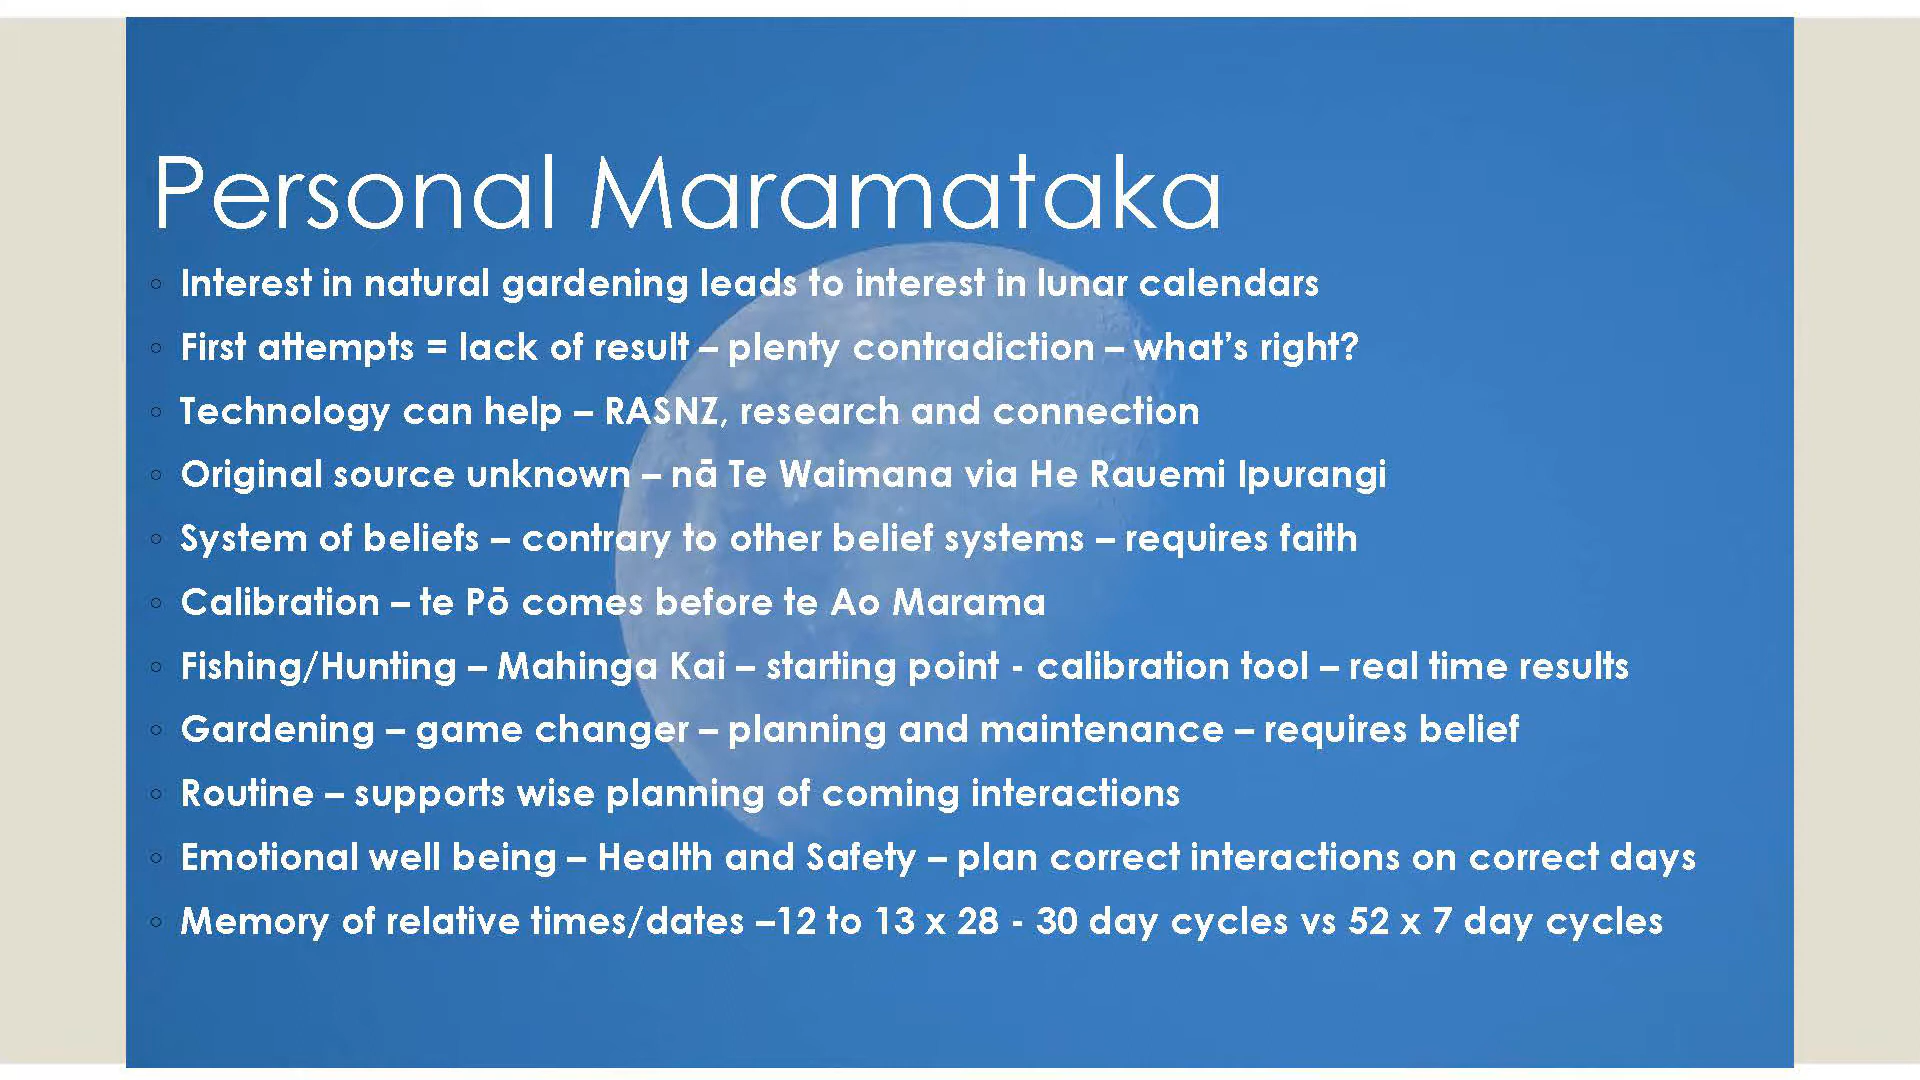 Personal Maramataka
◦ Interest in natural gardening leads to interest in lunar calendars
◦ First attempts = lack of result – plenty contradiction – what’s right?
◦ Technology can help – RASNZ, research and connection
◦ Original source unknown – nā Te Waimana via He Rauemi Ipurangi
◦ System of beliefs – contrary to other belief systems – requires faith
◦ Calibration – te Pō comes before te Ao Marama
◦ Fishing/Hunting – Mahinga Kai – starting point - calibration tool – real time results
◦ Gardening – game changer – planning and maintenance – requires belief
◦ Routine – supports wise planning of coming interactions
◦ Emotional well being – Health and Safety – plan correct interactions on correct days
◦ Memory of relative times/dates –12 to 13 x 28 - 30 day cycles vs 52 x 7 day cycles